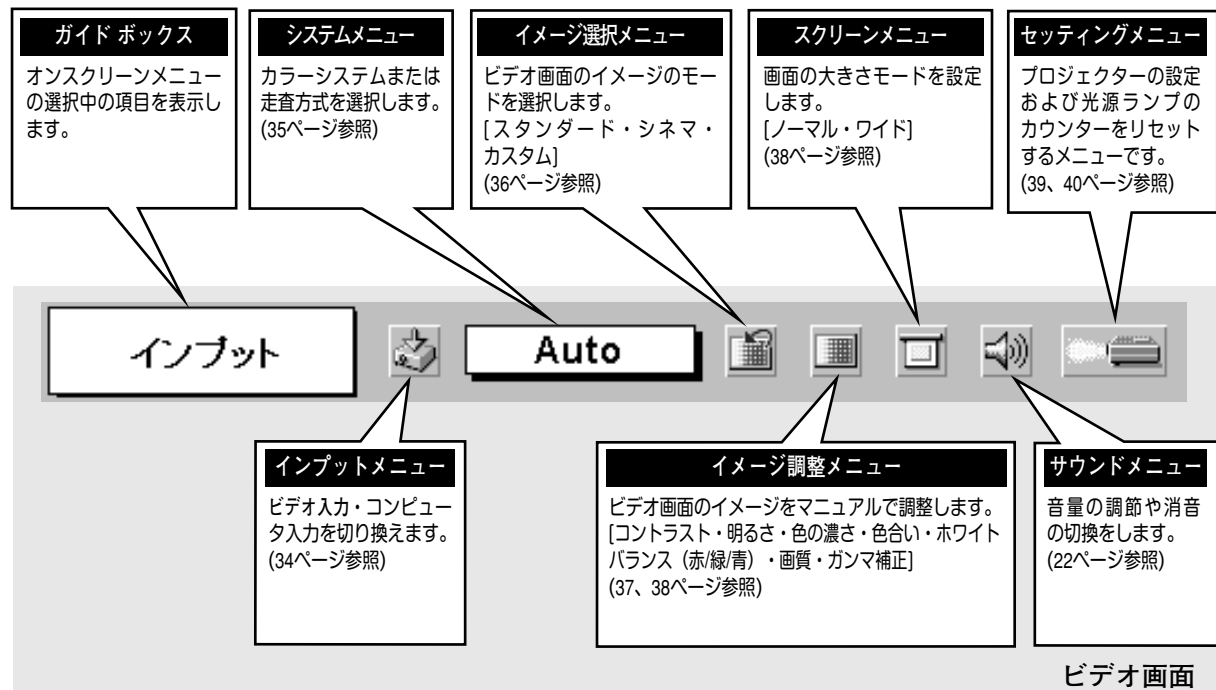 ガイド ボックス
オンスクリーンメニュー
の選択中の項目を表示し
ます。
システムメニュー
カラーシステムまたは
走査方式を選択します。
(35ページ参照)
イメージ選択メニュー
ビデオ画面のイメージのモー
ドを選択します。
[スタンダード・シネマ・
カスタム]
(36ページ参照)
スクリーンメニュー
画面の大きさモードを設定
します。
[ノーマル・ワイド]
(38ページ参照)
セッティングメニュー
プロジェクターの設定
および光源ランプの
カウンターをリセット
するメニューです。
(39、40ページ参照)
インプット
Auto
インプットメニュー
ビデオ入力・コンピュー
タ入力を切り換えます。
(34ページ参照)
イメージ調整メニュー
ビデオ画面のイメージをマニュアルで調整します。
[コントラスト・明るさ・色の濃さ・色合い・ホワイト
バランス（赤/緑/青）・画質・ガンマ補正]
(37、38ページ参照)
サウンドメニュー
音量の調節や消音
の切換をします。
(22ページ参照)
ビデオ画面